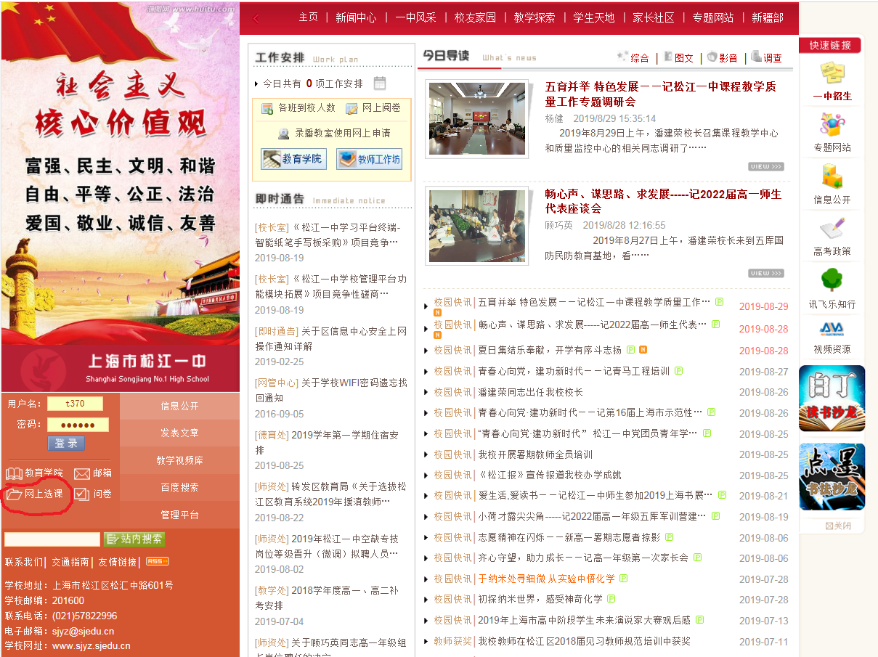 主页 | 新闻中心 | 一中风采 | 校友家园 | 教学探索 | 学生天地 | 家长社区 | 专题网站 | 新疆部
社会主义
核心价值观
富强、民主、文明、和谐
自由、平等、公正、法治
爱国、敬业、诚信、友善
上海市松江一中
Shanghai Songjiang No.1 High School
用户名: t370
密码: ●●●●●●
登录
教育学院 邮箱
网上选课 问卷
信息公开
发表文章
教学视频库
百度搜索
管理平台
站内搜索
联系我们| 交通指南| 友情链接|
学校地址: 上海市松江区松汇中路601号
学校邮编: 201600
联系电话: (021)57822996
电子邮箱: sjyz@sjedu.cn
学校网址: www.sjyz.sjedu.cn
工作安排 Work plan
今日共有 0 项工作安排
各班到校人数 网上阅卷
录播教室使用网上申请
教育学院 教师工作坊
即时通告 Immediate notice
[校长室]《松江一中学习平台终端-
智能纸笔手写板采购》项目竞争…
2019-08-19
[校长室]《松江一中学校管理平台功
能模块拓展》项目竞争性磋商…
2019-08-19
[即时通告] 关于区信息中心安全上网
操作通知详解
2019-02-25
[网管中心] 关于学校WIFI密码遗忘找
回通知
2016-09-05
[德育处] 2019学年第一学期住宿安
排
2019-08-25
[师资处] 转发区教育局《关于选拔松
江区教育系统2019年援滇教师…
2019-08-22
[师资处] 2019年松江一中空缺专技
岗位等级晋升（微调）拟聘人员…
2019-08-02
[教学处] 2018学年度高一、高二补
考安排
2019-07-04
[师资处] 关于顾巧英同志高一年级组
今日导读 What's news
综合 | 图文 | 影音 | 调查
五育并举 特色发展——记松江一中课程教学质
量工作专题调研会
杨健 2019/8/29 15:35:14
2019年8月29日上午，潘建荣校长召集课程教学中心
和质量监控中心的相关同志调研了……
VIEW >>>
畅心声、谋思路、求发展-----记2022届高一师生
代表座谈会
顾巧英 2019/8/28 12:16:55
2019年8月27日上午，潘建荣校长来到五厍国
防民防教育基地，看……
VIEW >>>
校园快讯| 五育并举 特色发展——记松江一中课程教学质量工作… 2019-08-29
校园快讯| 畅心声、谋思路、求发展-----记2022届高一师生代表… 2019-08-28
校园快讯| 夏日集结乐奉献，开学有序斗志扬 2019-08-28
校园快讯| 青春心向党，建功新时代——记青马工程培训 2019-08-27
校园快讯| 潘建荣同志出任我校校长 2019-08-26
校园快讯| 青春心向党·建功新时代——记第16届上海市示范性… 2019-08-26
校园快讯| “青春心向党·建功新时代” 松江一中党团员青年学… 2019-08-26
校园快讯| 我校开展暑期教师全员培训 2019-08-26
校园快讯| 《松江报》宣传报道我校办学成就 2019-08-26
校园快讯| 爱生活,爱读书——记松江一中师生参加2019上海书展… 2019-08-21
校园快讯| 小荷才露尖尖角-----记2022届高一年级五厍军训营建… 2019-08-19
校园快讯| 志愿精神在闪烁——新高一暑期志愿者掠影 2019-08-06
校园快讯| 齐心守望，助力成长——记高一年级第一次家长会 2019-08-06
校园快讯| 于纳米处寻细微,从实验中悟化学 2019-07-28
校园快讯| 初探纳米世界，感受神奇化学 2019-07-28
校园快讯| 2019年上海市高中阶段学生未来演说家大赛观后感 2019-07-13
教师获奖| 我校教师在松江区2018届见习教师规范培训中获奖 2019-07-11
快速链接
一中招生
专题网站
信息公开
高考政策
讯飞乐知行
视频资源
白丁
读书沙龙
点墨
书法沙龙
关闭